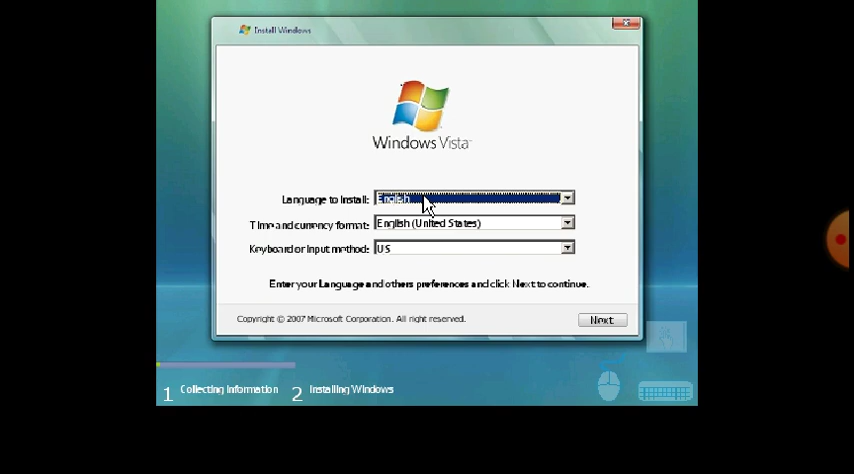 Install Windows
Windows Vista™
Language to install: English
Time and currency format: English (United States)
Keyboard or input method: US
Enter your Language and others preferences and click Next to continue.
Copyright © 2007 Microsoft Corporation. All right reserved.
Next
1 Collecting information 2 Installing Windows